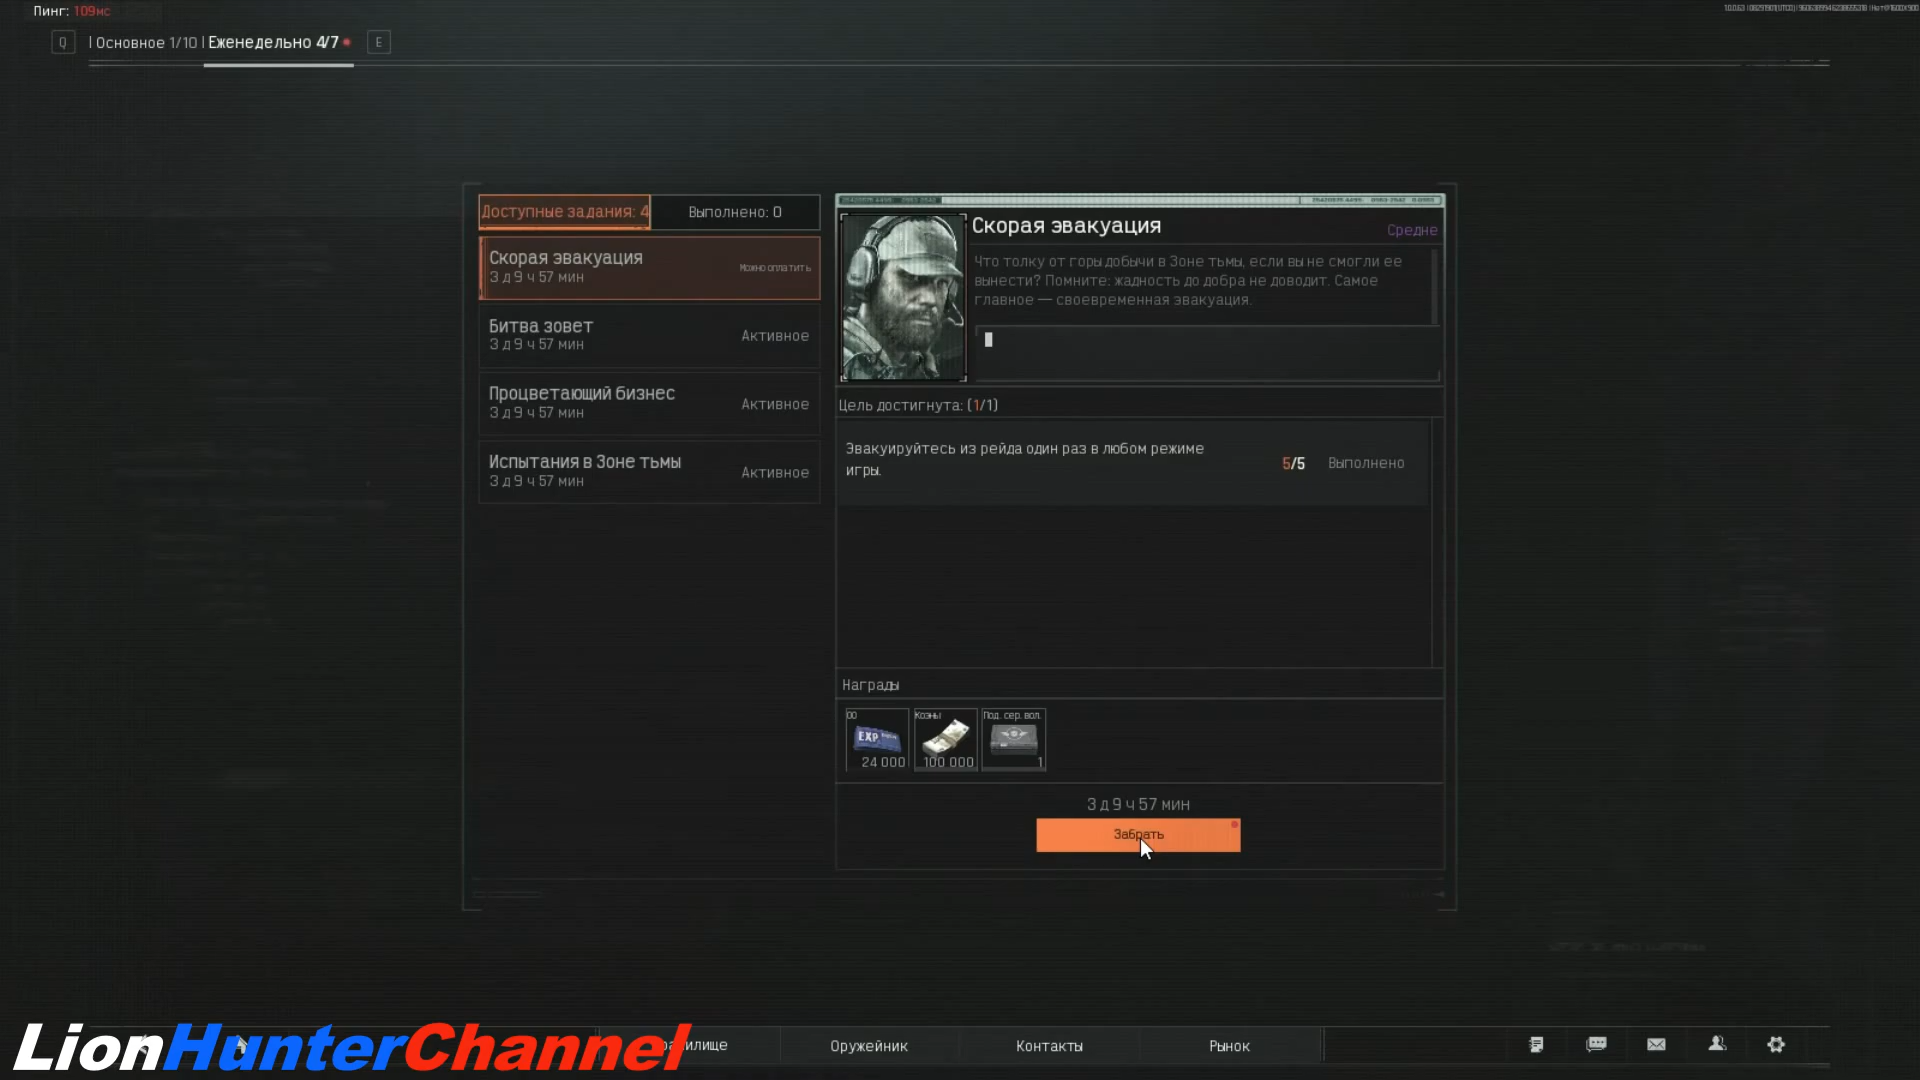 Пинг: 109мс
Q | Основное 1/10 | Еженедельно 4/7 E
Доступные задания: 4
Выполнено: 0
Скорая эвакуация
3 д 9 ч 57 мин
Можно оплатить
Битва зовет
3 д 9 ч 57 мин
Активное
Процветающий бизнес
3 д 9 ч 57 мин
Активное
Испытания в Зоне тьмы
3 д 9 ч 57 мин
Активное
Скорая эвакуация
Средне
Что толку от горы добычи в Зоне тьмы, если вы не смогли ее
вынести? Помните: жадность до добра не доводит. Самое
главное — своевременная эвакуация.
Цель достигнута: (1/1)
Эвакуируйтесь из рейда один раз в любом режиме
игры.
5/5 Выполнено
Награды
ОО
EXP
24 000
Коэны
100 000
Под. сер. вол.
1
3 д 9 ч 57 мин
Забрать
LionHunterChannel
Оружейник
Контакты
Рынок